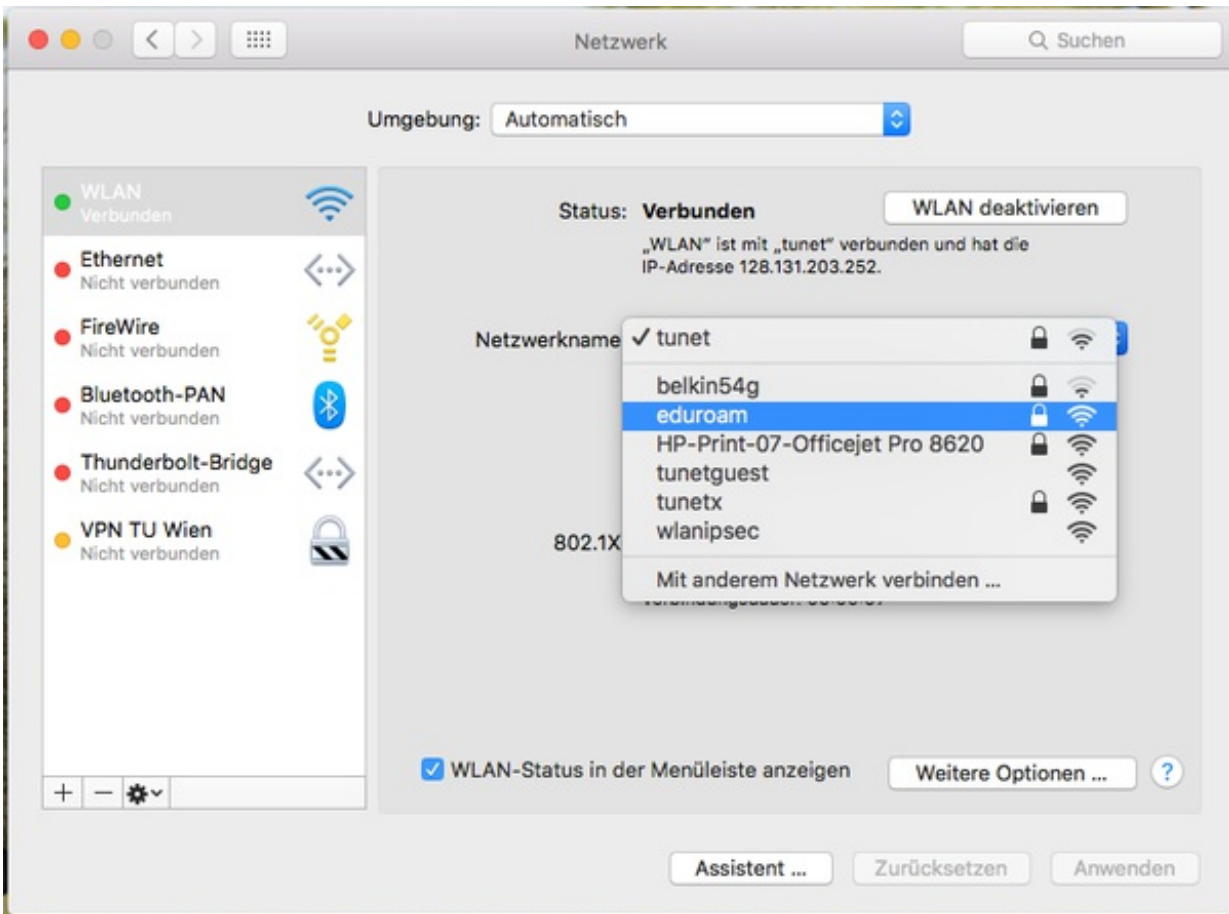 Netzwerk
Suchen
Umgebung: Automatisch
WLAN
Verbunden
Ethernet
Nicht verbunden
FireWire
Nicht verbunden
Bluetooth-PAN
Nicht verbunden
Thunderbolt-Bridge
Nicht verbunden
VPN TU Wien
Nicht verbunden
Status: Verbunden
WLAN deaktivieren
„WLAN“ ist mit „tunet“ verbunden und hat die
IP-Adresse 128.131.203.252.
Netzwerkname
✓ tunet
belkin54g
eduroam
HP-Print-07-Officejet Pro 8620
tunetguest
tunetx
wlanipsec
Mit anderem Netzwerk verbinden ...
802.1X
WLAN-Status in der Menüleiste anzeigen
Weitere Optionen ...
?
Assistent ...
Zurücksetzen
Anwenden